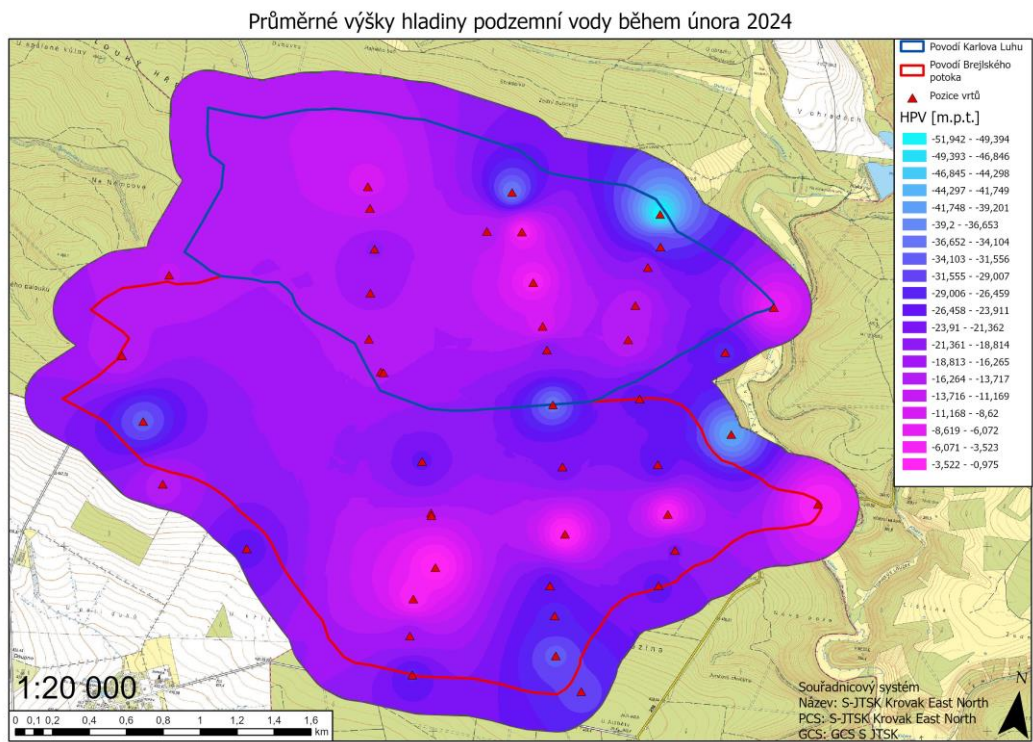 Průměrné výšky hladiny podzemní vody během února 2024
Povodí Karlova Luhu
Povodí Brejlského
potoka
Pozice vrtů
HPV [m.p.t.]
-51,942 - -49,394
-49,393 - -46,846
-46,845 - -44,298
-44,297 - -41,749
-41,748 - -39,201
-39,2 - -36,653
-36,652 - -34,104
-34,103 - -31,556
-31,555 - -29,007
-29,006 - -26,459
-26,458 - -23,911
-23,91 - -21,362
-21,361 - -18,814
-18,813 - -16,265
-16,264 - -13,717
-13,716 - -11,169
-11,168 - -8,62
-8,619 - -6,072
-6,071 - -3,523
-3,522 - -0,975
V ohradech
Na Němcové
1:20 000
0 0,1 0,2 0,4 0,6 0,8 1 1,2 1,4 1,6
km
Souřadnicový systém
Název: S-JTSK Krovak East North
PCS: S-JTSK Krovak East North
GCS: GCS S JTSK
N